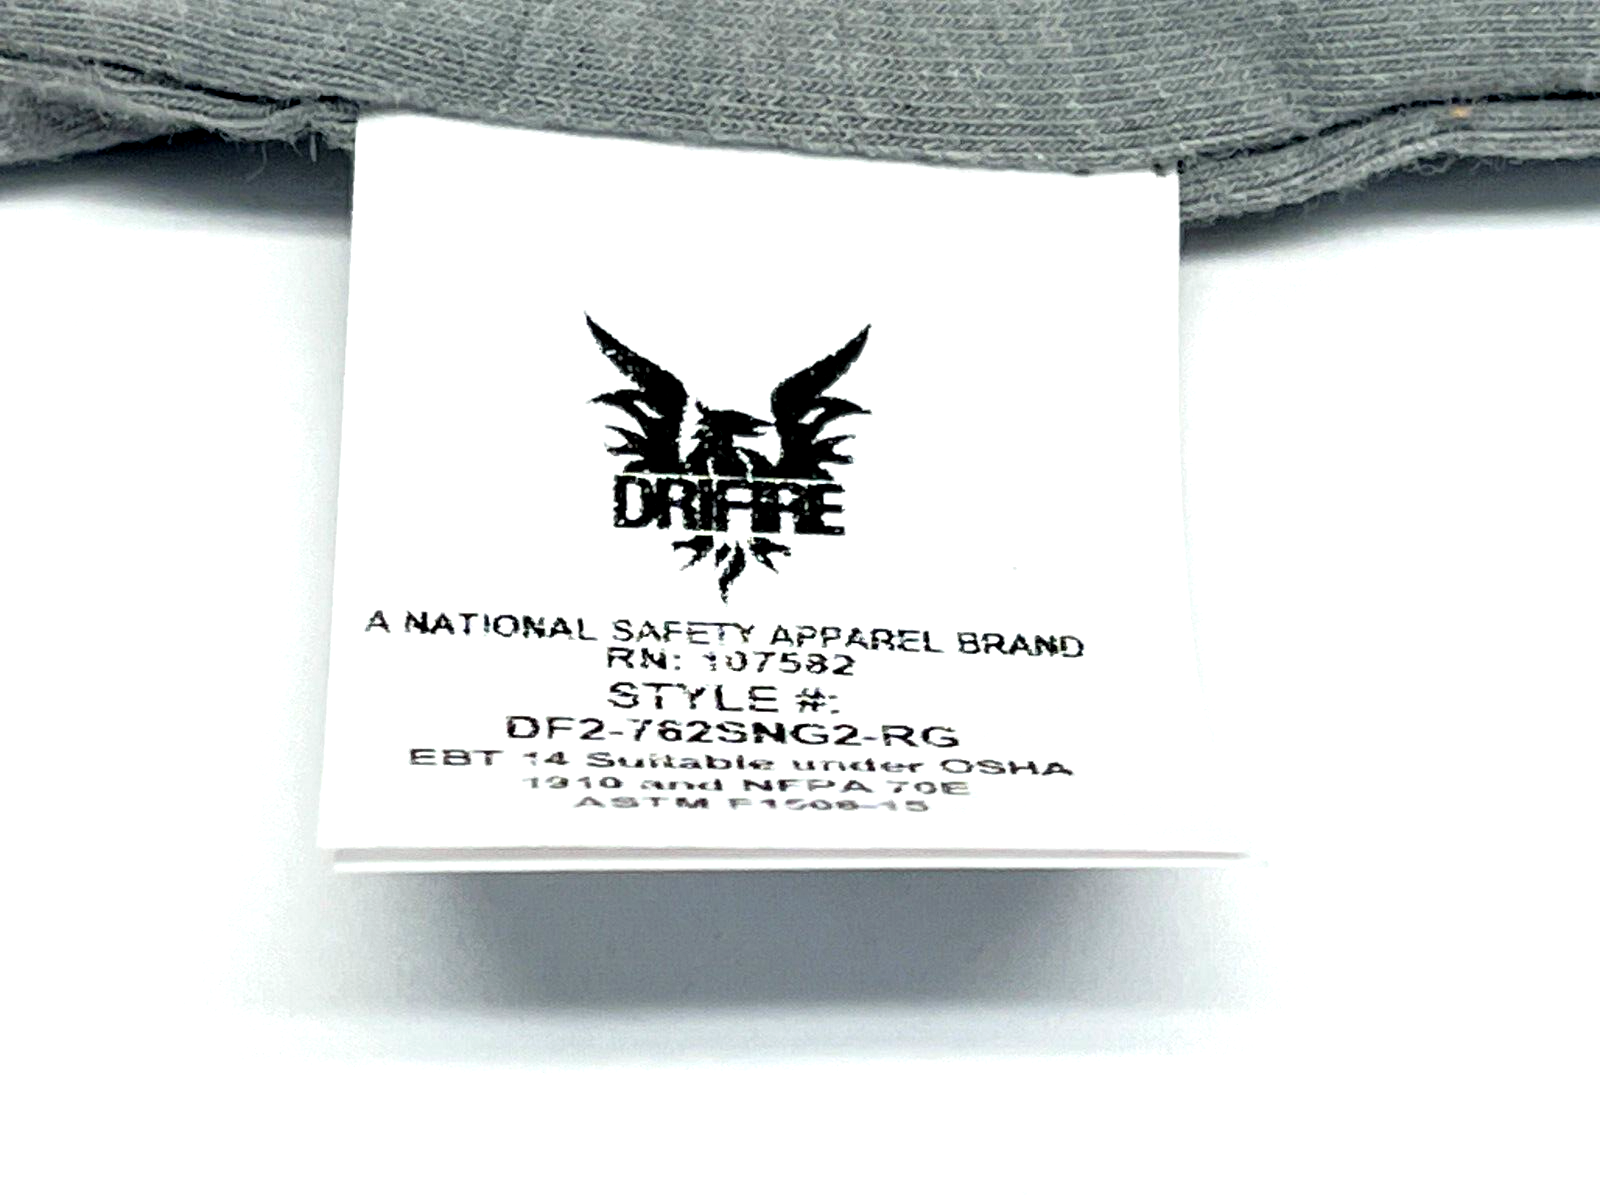 DRIFIRE
A NATIONAL SAFETY APPAREL BRAND
RN: 107582
STYLE #:
DF2-762SNG2-RG
EBT 14 Suitable under OSHA
1910 and NFPA 70E
ASTM F1506-15